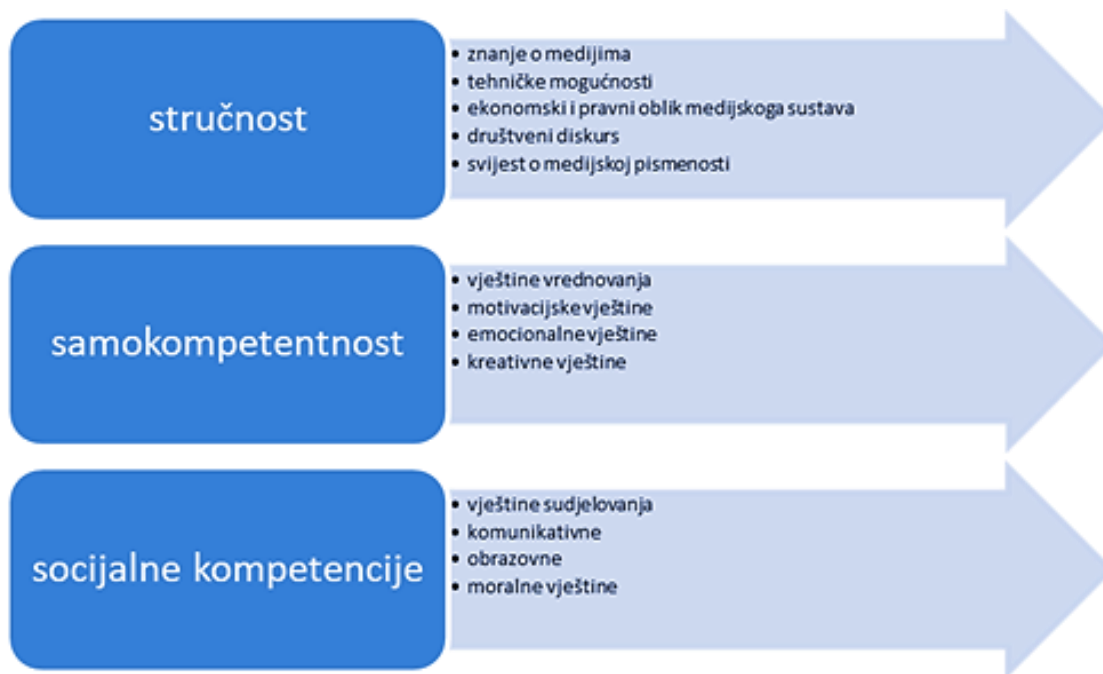 stručnost
• znanje o medijima
• tehničke mogućnosti
• ekonomski i pravni oblik medijskoga sustava
• društveni diskurs
• svijest o medijskoj pismenosti
samokompetentnost
• vještine vrednovanja
• motivacijske vještine
• emocionalne vještine
• kreativne vještine
socijalne kompetencije
• vještine sudjelovanja
• komunikativne
• obrazovne
• moralne vještine